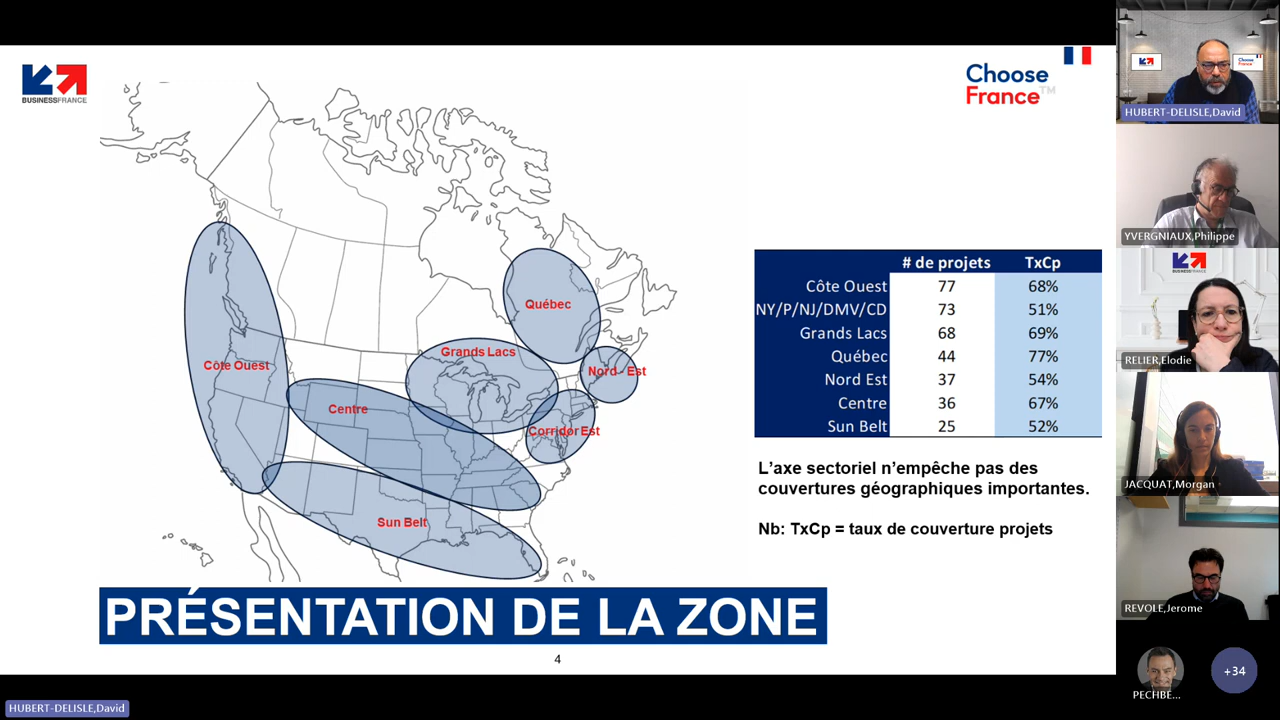 BUSINESSFRANCE
Choose
France™
Québec
Grands Lacs
Côte Ouest
Nord - Est
Centre
Corridor Est
Sun Belt
# de projets TxCp
Côte Ouest 77 68%
NY/P/NJ/DMV/CD 73 51%
Grands Lacs 68 69%
Québec 44 77%
Nord Est 37 54%
Centre 36 67%
Sun Belt 25 52%
L’axe sectoriel n’empêche pas des
couvertures géographiques importantes.
Nb: TxCp = taux de couverture projets
PRÉSENTATION DE LA ZONE
4
HUBERT-DELISLE,David
Choose
France
HUBERT-DELISLE,David
YVERGNIAUX,Philippe
BUSINESSFRANCE
RELIER,Elodie
JACQUAT,Morgan
REVOLE,Jerome
PECHBE...
+34